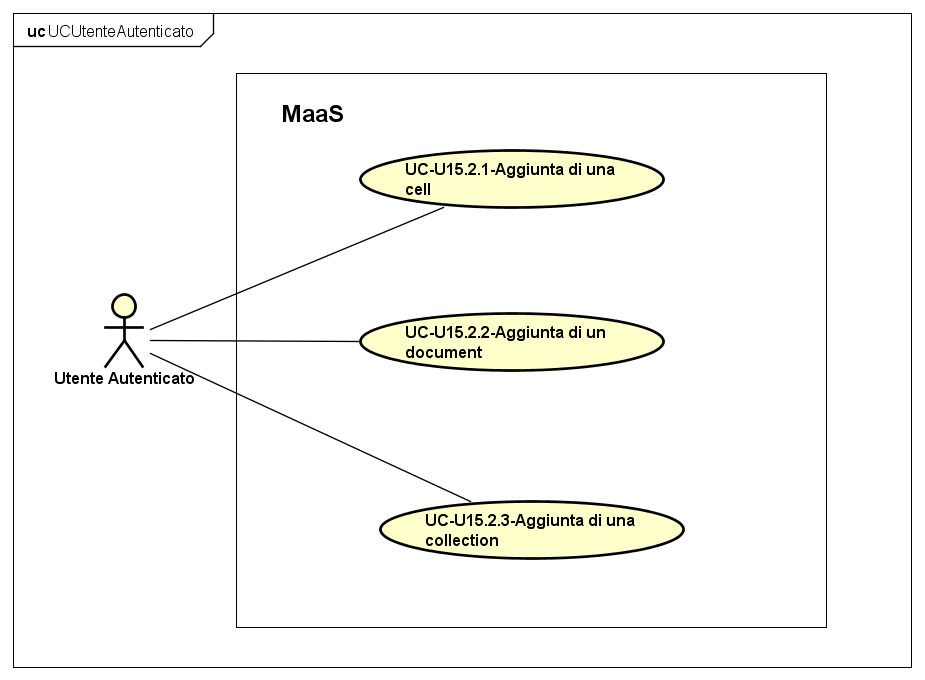 uc UCUtenteAutenticato
MaaS
UC-U15.2.1-Aggiunta di una
cell
UC-U15.2.2-Aggiunta di un
document
Utente Autenticato
UC-U15.2.3-Aggiunta di una
collection